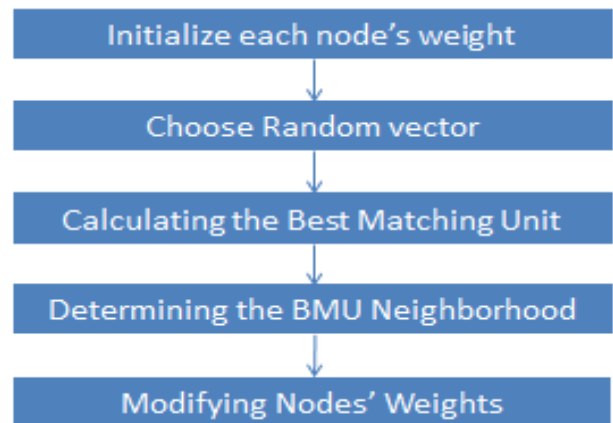 Initialize each node's weight
Choose Random vector
Calculating the Best Matching Unit
Determining the BMU Neighborhood
Modifying Nodes' Weights